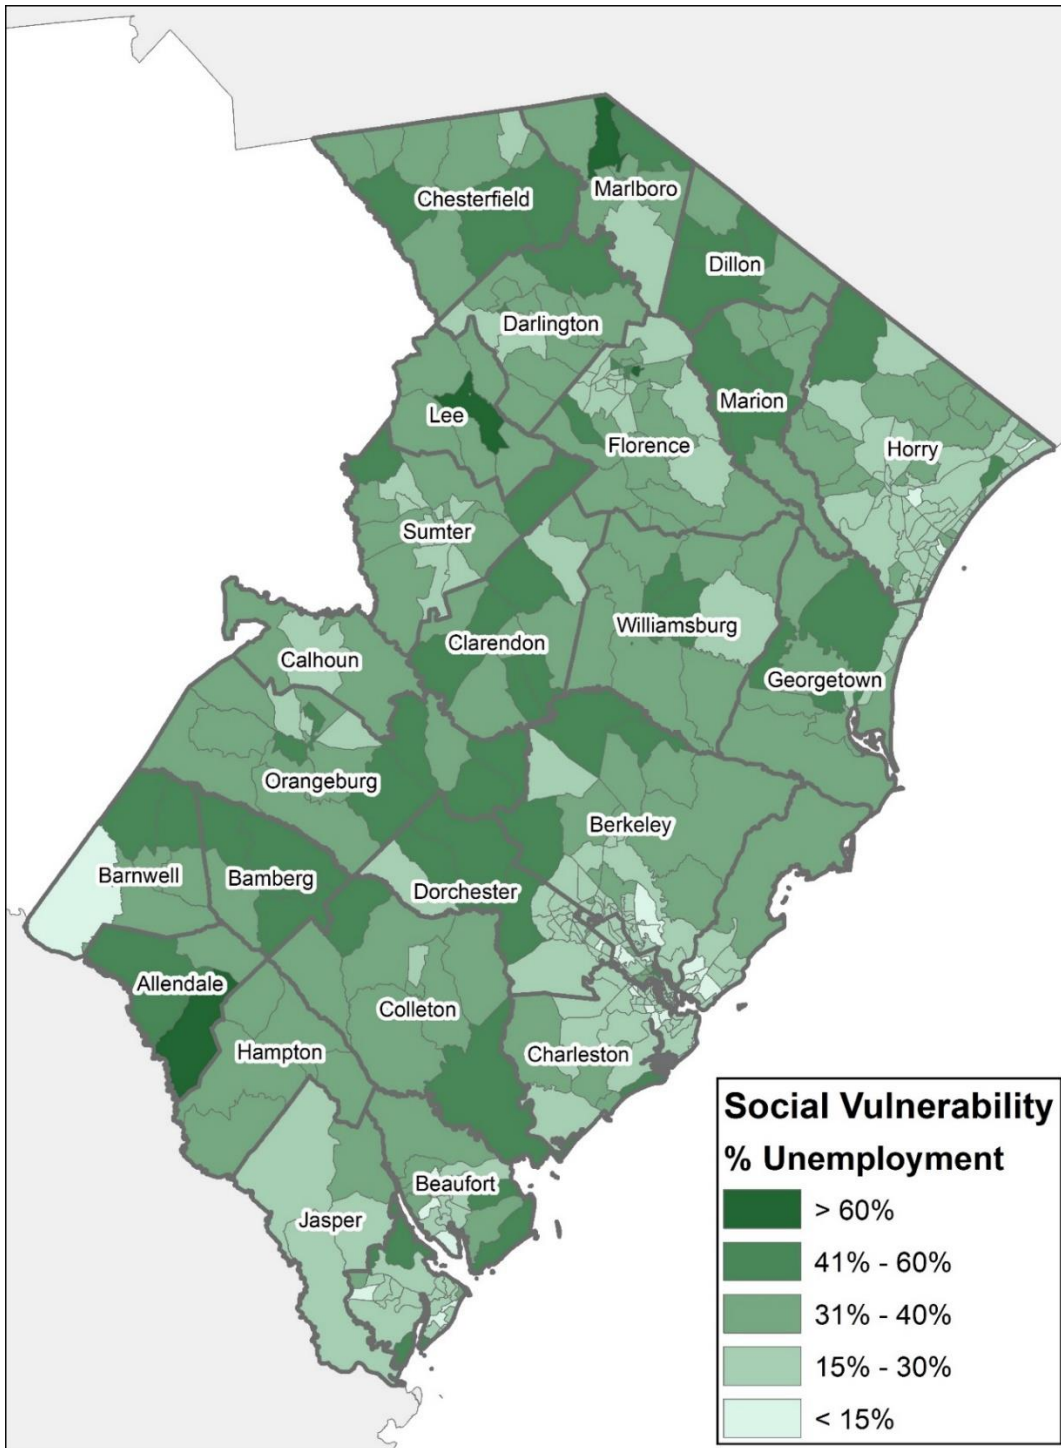 Chesterfield
Marlboro
Dillon
Darlington
Marion
Lee
Florence
Horry
Sumter
Williamsburg
Clarendon
Calhoun
Georgetown
Orangeburg
Berkeley
Barnwell
Bamberg
Dorchester
Allendale
Colleton
Hampton
Charleston
Beaufort
Jasper
Social Vulnerability
% Unemployment
> 60%
41% - 60%
31% - 40%
15% - 30%
< 15%